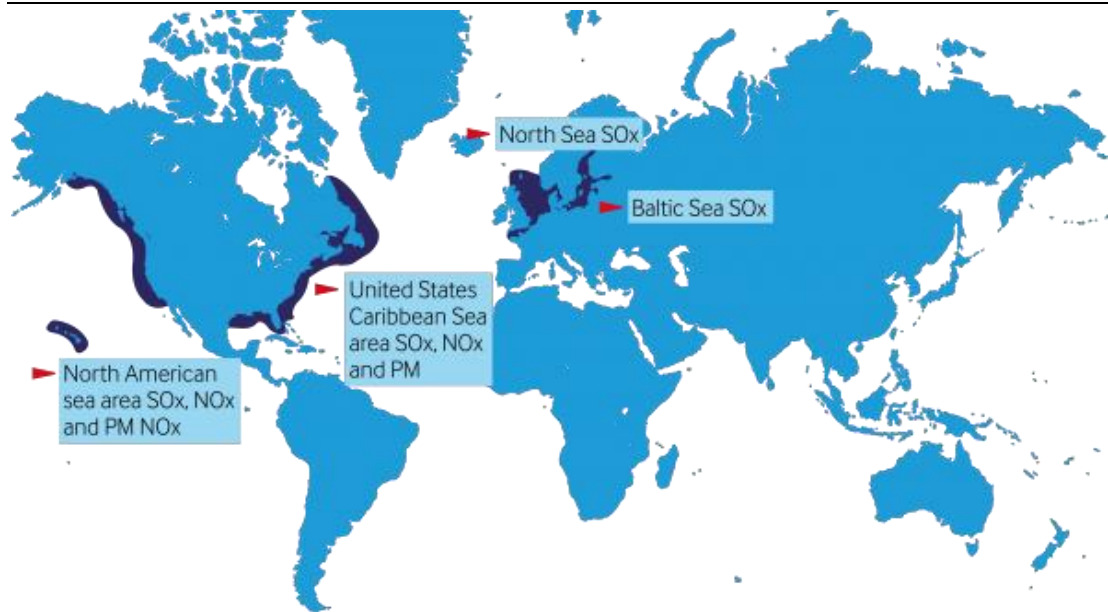 North Sea SOx
Baltic Sea SOx
United States
Caribbean Sea
area SOx, NOx
and PM
North American
sea area SOx, NOx
and PM NOx